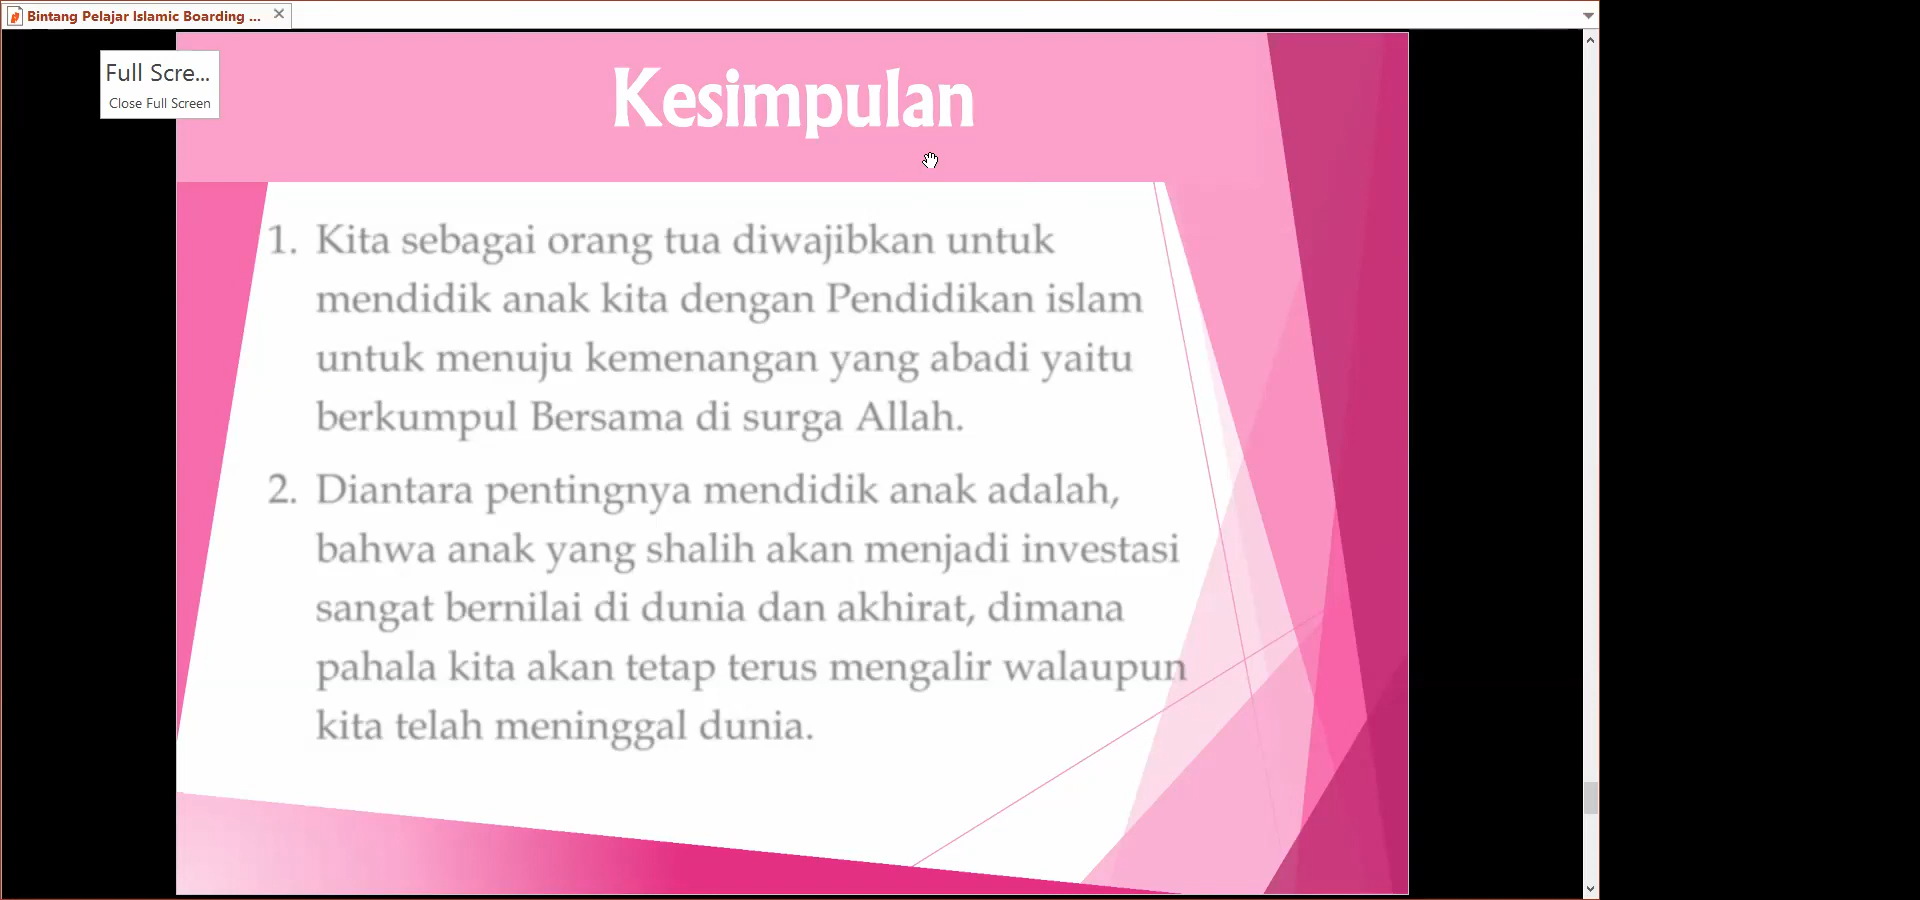 Bintang Pelajar Islamic Boarding ...
Full Scre...
Close Full Screen
Kesimpulan
1. Kita sebagai orang tua diwajibkan untuk
mendidik anak kita dengan Pendidikan islam
untuk menuju kemenangan yang abadi yaitu
berkumpul Bersama di surga Allah.
2. Diantara pentingnya mendidik anak adalah,
bahwa anak yang shalih akan menjadi investasi
sangat bernilai di dunia dan akhirat, dimana
pahala kita akan tetap terus mengalir walaupun
kita telah meninggal dunia.